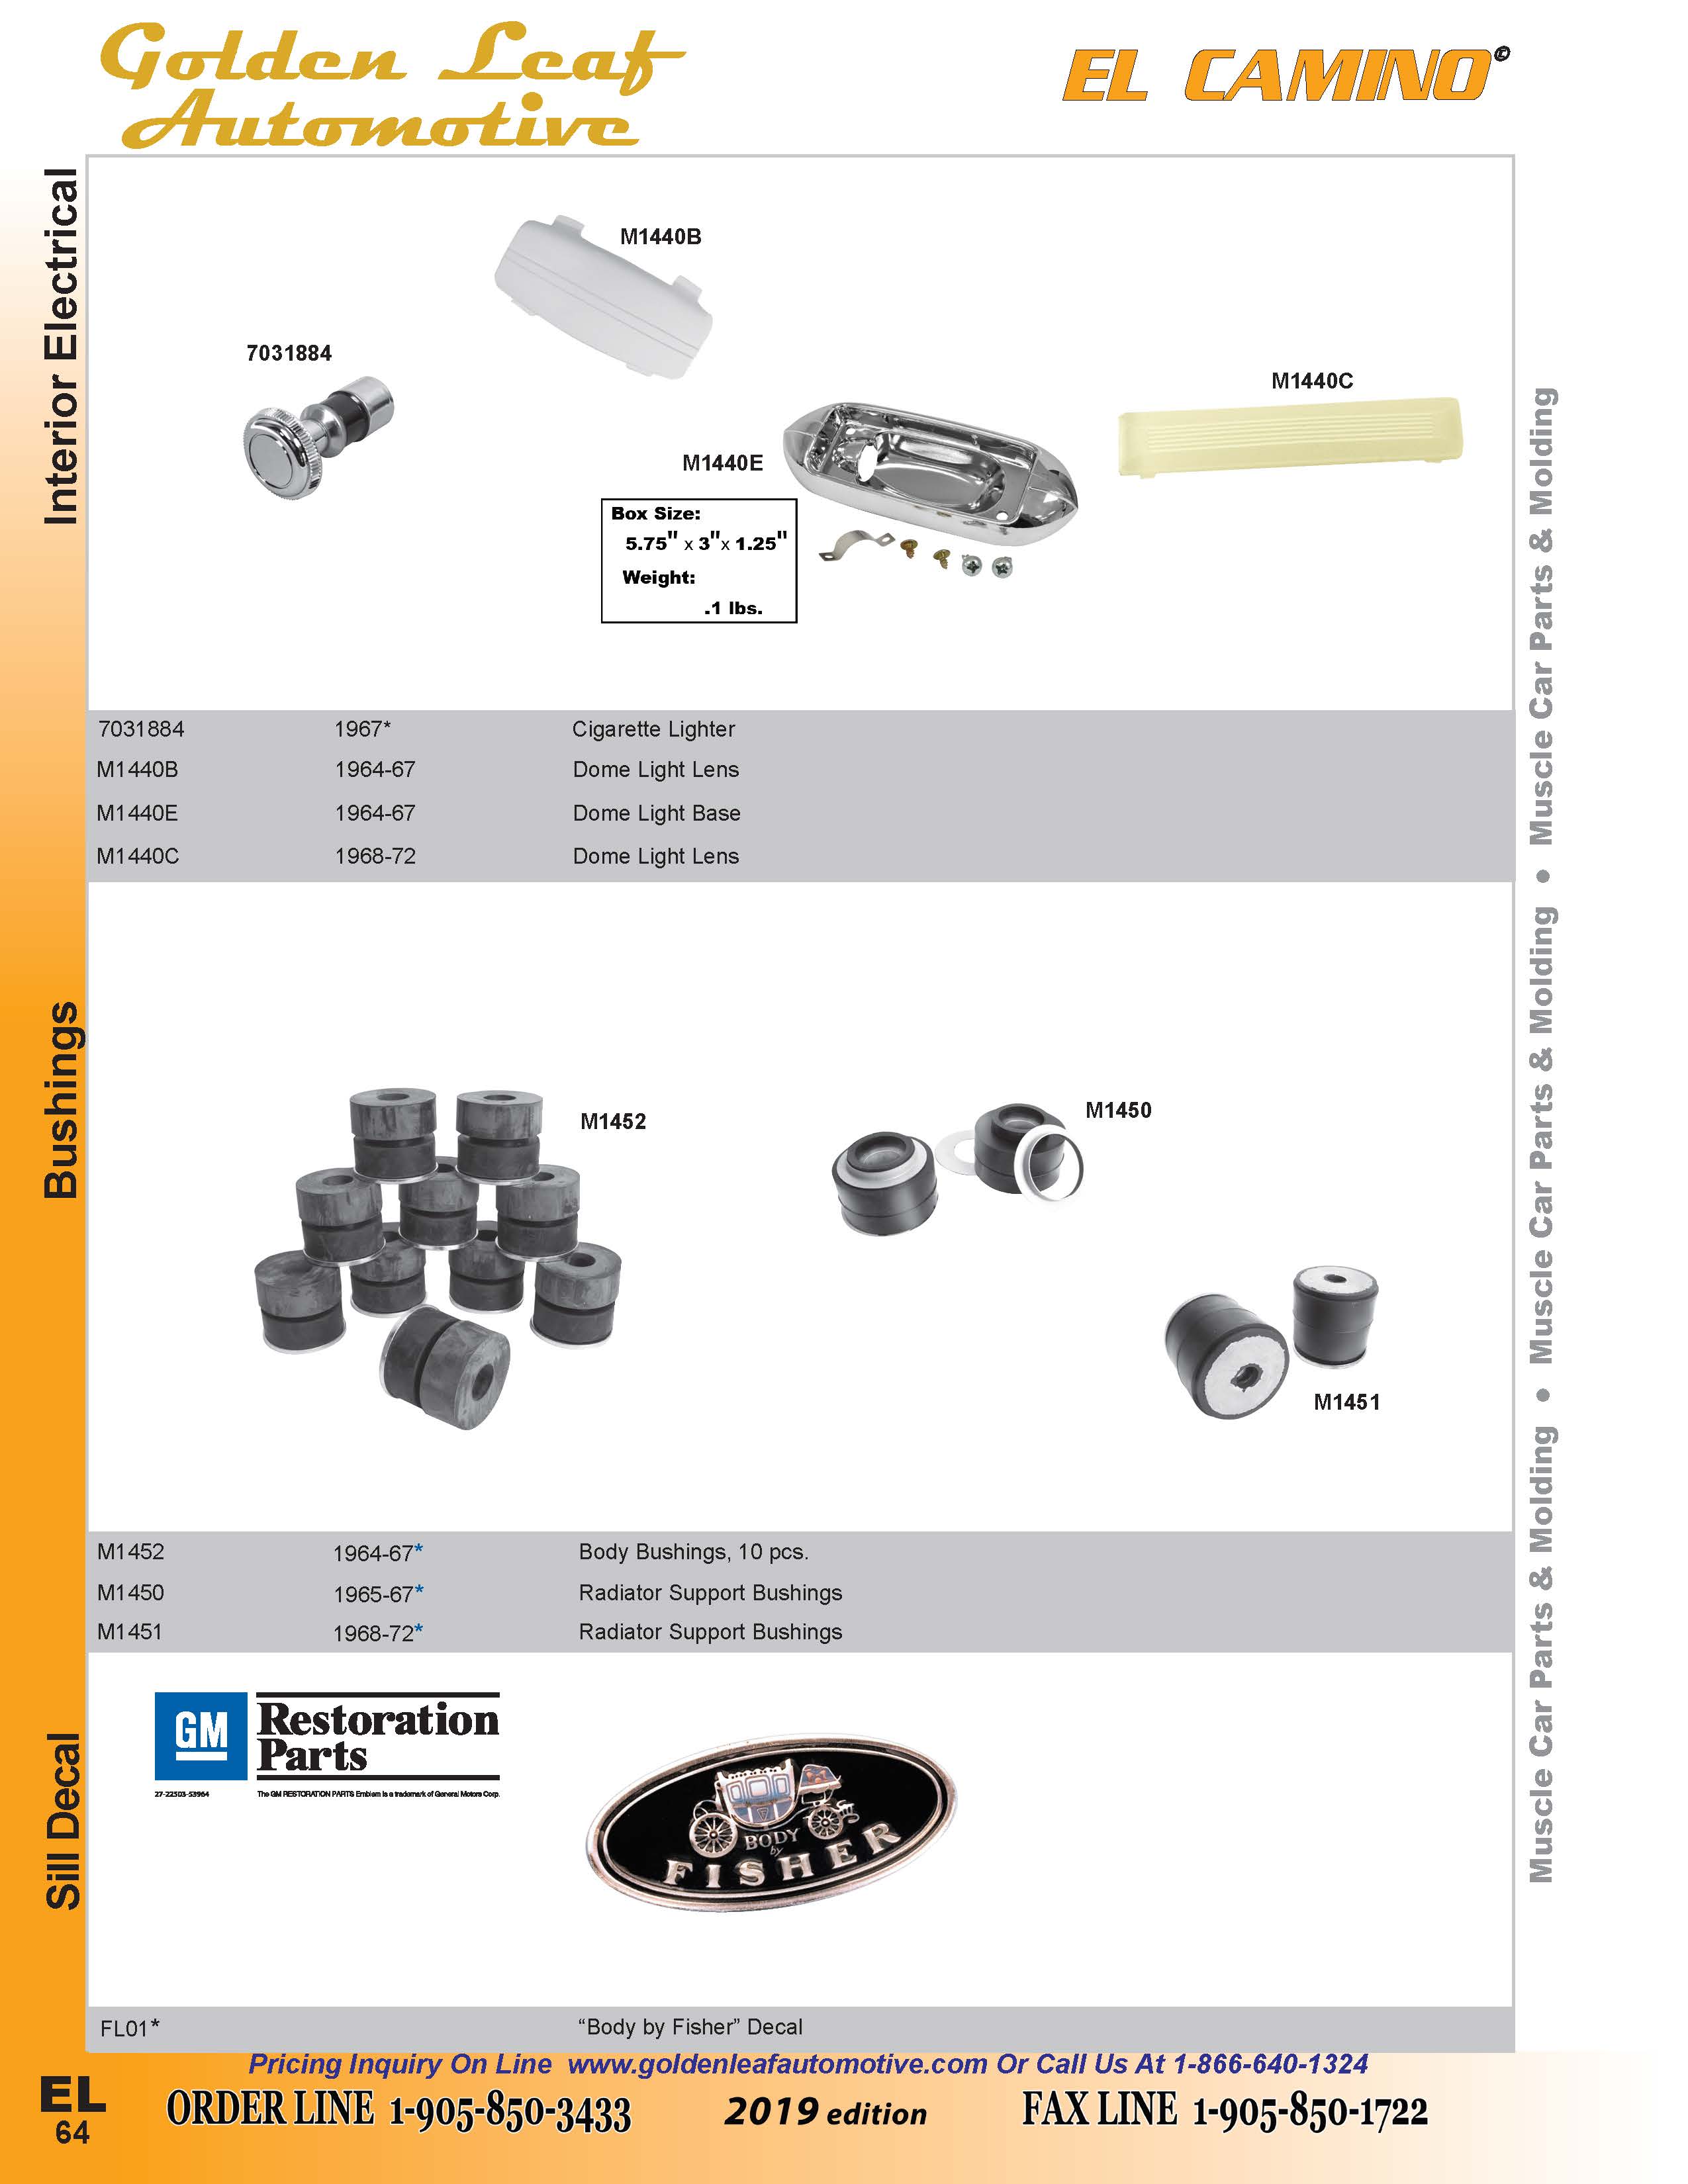 Golden Leaf
Automotive
EL CAMINO©
Interior Electrical
M1440B
7031884
M1440C
M1440E
Box Size:
5.75" x 3"x 1.25"
Weight:
.1 lbs.
7031884 1967* Cigarette Lighter
M1440B 1964-67 Dome Light Lens
M1440E 1964-67 Dome Light Base
M1440C 1968-72 Dome Light Lens
Bushings
M1452
M1450
M1451
M1452 1964-67* Body Bushings, 10 pcs.
M1450 1965-67* Radiator Support Bushings
M1451 1968-72* Radiator Support Bushings
Sill Decal
GM
Restoration
Parts
27-22503-53964 The GM RESTORATION PARTS Emblem is a trademark of General Motors Corp.
BODY
by
FISHER
FL01* “Body by Fisher” Decal
Muscle Car Parts & Molding • Muscle Car Parts & Molding • Muscle Car Parts & Molding
Pricing Inquiry On Line www.goldenleafautomotive.com Or Call Us At 1-866-640-1324
EL
64
ORDER LINE 1-905-850-3433 2019 edition FAX LINE 1-905-850-1722